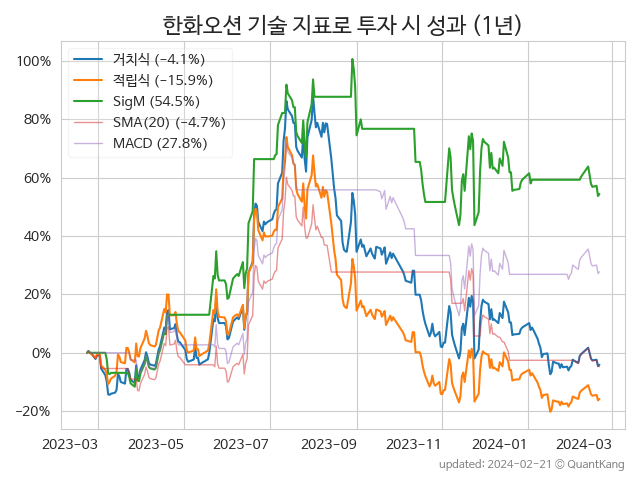 한화오션 기술 지표로 투자 시 성과 (1년)
100%
80%
60%
40%
20%
0%
−20%
거치식 (−4.1%)
적립식 (−15.9%)
SigM (54.5%)
SMA(20) (−4.7%)
MACD (27.8%)
2023-03
2023-05
2023-07
2023-09
2023-11
2024-01
2024-03
updated: 2024-02-21 © QuantKang